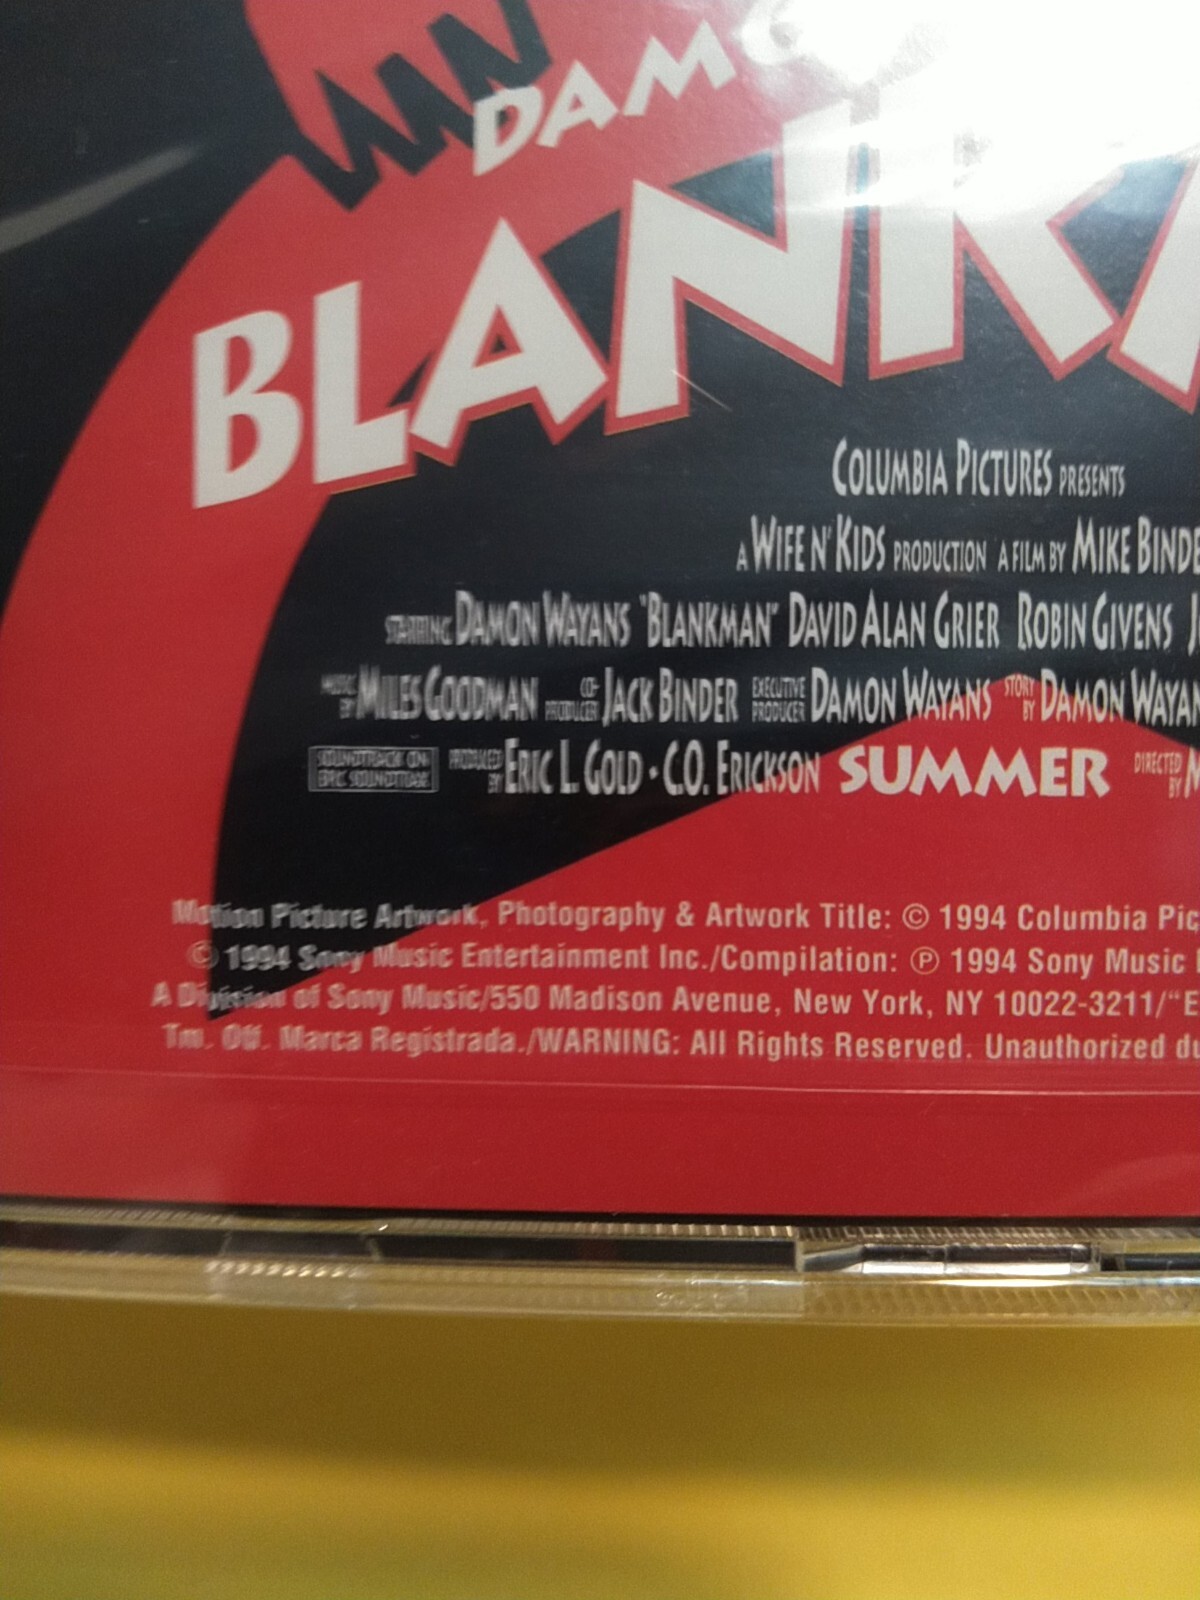 DAM
BLANK
COLUMBIA PICTURES PRESENTS
A WIFE N' KIDS PRODUCTION A FILM BY MIKE BINDE
STARRING DAMON WAYANS "BLANKMAN" DAVID ALAN GRIER ROBIN GIVENS
MUSIC BY MILES GOODMAN CO-PRODUCER JACK BINDER EXECUTIVE PRODUCER DAMON WAYANS STORY BY DAMON WAYAN
SOUNDTRACK ON EPIC SOUNDTRAX PRODUCED BY ERIC L. GOLD · C.O. ERICKSON SUMMER DIRECTED BY M
Motion Picture Artwork, Photography & Artwork Title: © 1994 Columbia Pic
© 1994 Sony Music Entertainment Inc./Compilation: ℗ 1994 Sony Music
A Division of Sony Music/550 Madison Avenue, New York, NY 10022-3211/"E
Tm. Off. Marca Registrada./WARNING: All Rights Reserved. Unauthorized du